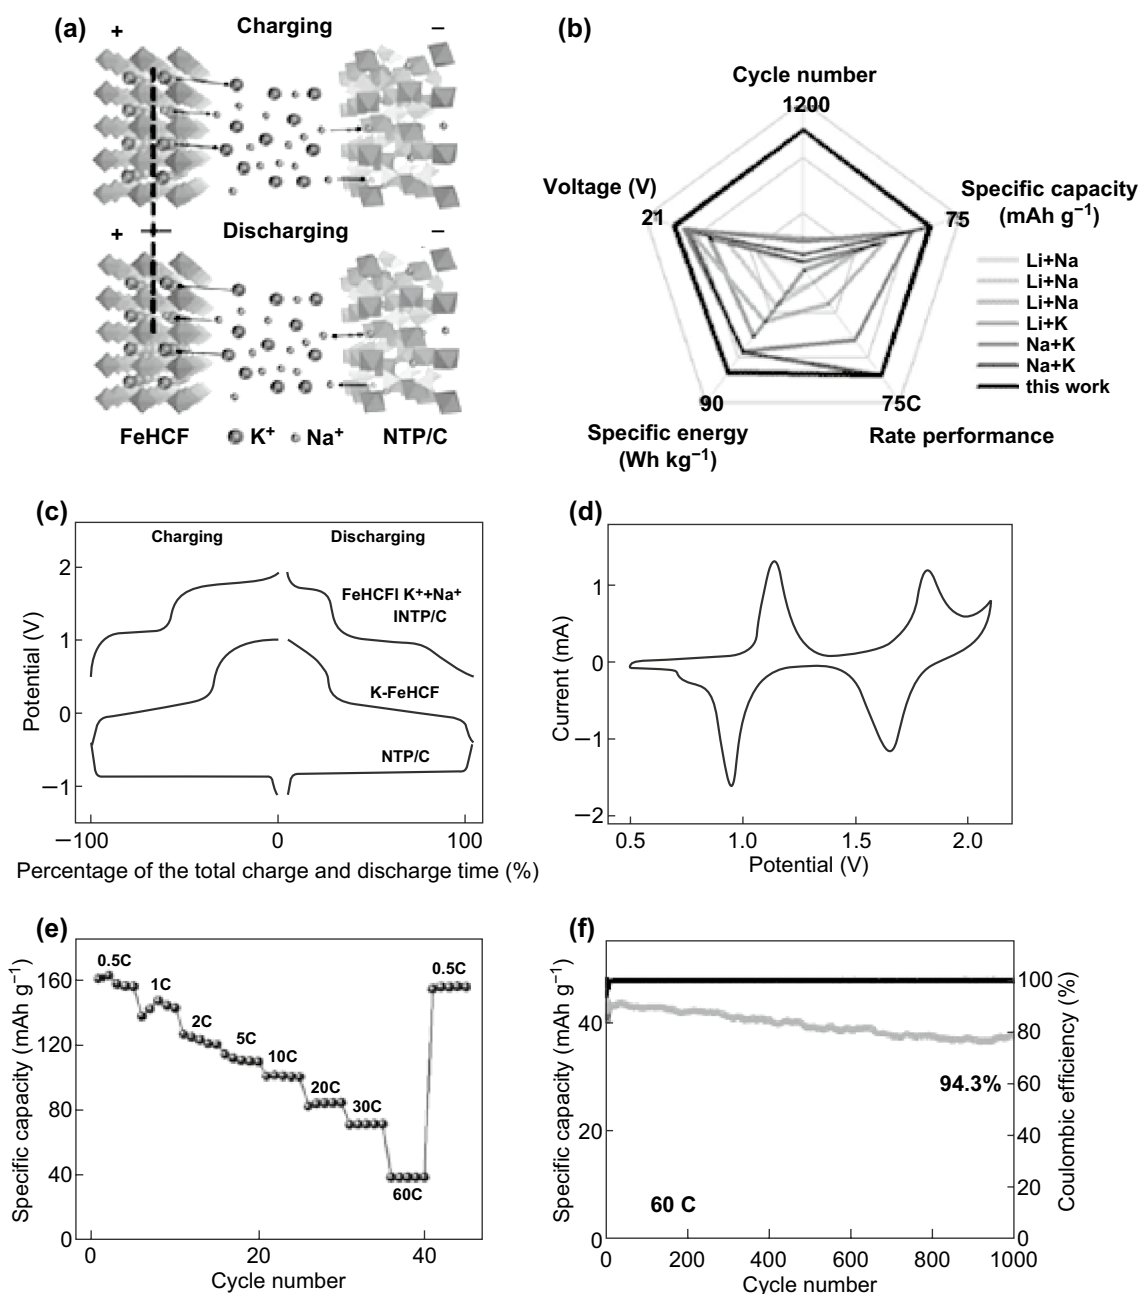 (a)
+
Charging
−
+
Discharging
−
FeHCF
K⁺
Na⁺
NTP/C
(b)
Cycle number
1200
Voltage (V)
21
Specific capacity
(mAh g⁻¹)
75
90
75C
Specific energy
(Wh kg⁻¹)
Rate performance
Li+Na
Li+Na
Li+Na
Li+K
Na+K
Na+K
this work
(c)
Charging
Discharging
FeHCFI K⁺+Na⁺
INTP/C
K-FeHCF
NTP/C
Potential (V)
2
1
0
−1
−100
0
100
Percentage of the total charge and discharge time (%)
(d)
Current (mA)
1
0
−1
−2
0.5
1.0
1.5
2.0
Potential (V)
(e)
Specific capacity (mAh g⁻¹)
160
120
80
40
0
0.5C
1C
2C
5C
10C
20C
30C
60C
0.5C
0
20
40
Cycle number
(f)
Specific capacity (mAh g⁻¹)
40
20
0
94.3%
60 C
100
80
60
40
20
0
Coulombic efficiency (%)
0
200
400
600
800
1000
Cycle number